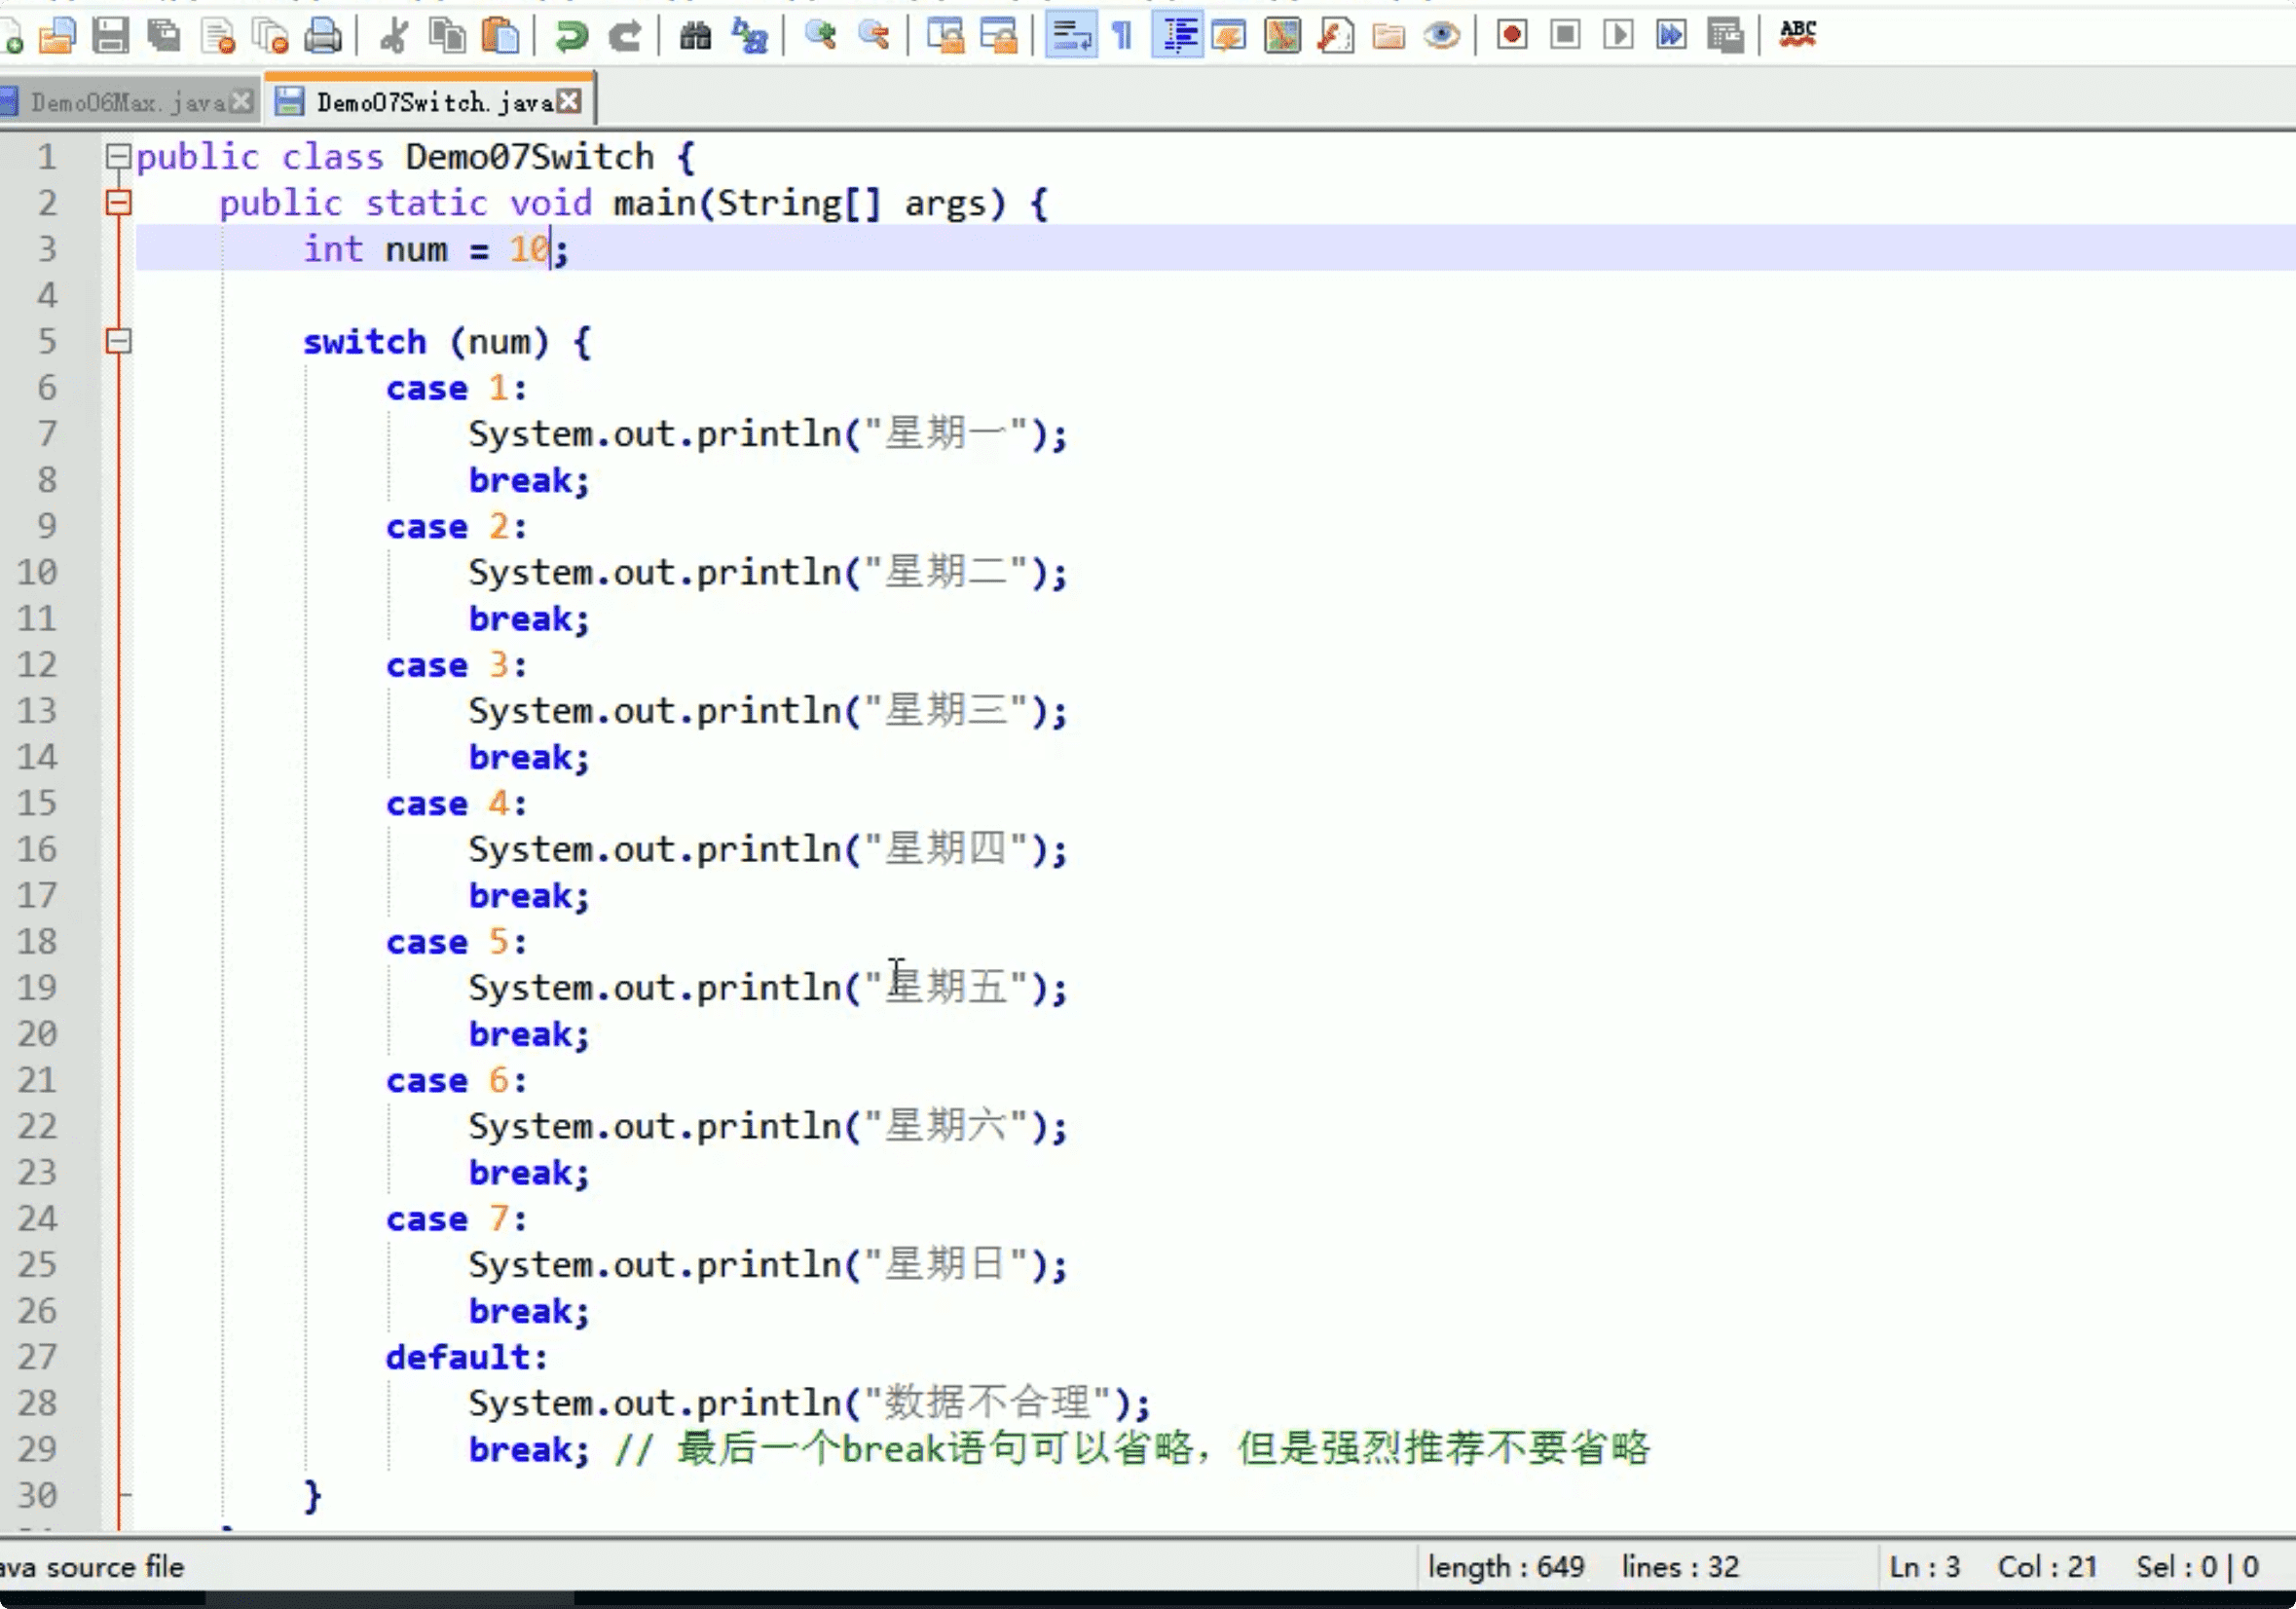 ABC
Demo06Max.java Demo07Switch.java
1 public class Demo07Switch {
2 public static void main(String[] args) {
3 int num = 10;
4
5 switch (num) {
6 case 1:
7 System.out.println("星期一");
8 break;
9 case 2:
10 System.out.println("星期二");
11 break;
12 case 3:
13 System.out.println("星期三");
14 break;
15 case 4:
16 System.out.println("星期四");
17 break;
18 case 5:
19 System.out.println("星期五");
20 break;
21 case 6:
22 System.out.println("星期六");
23 break;
24 case 7:
25 System.out.println("星期日");
26 break;
27 default:
28 System.out.println("数据不合理");
29 break; // 最后一个break语句可以省略，但是强烈推荐不要省略
30 }
ava source file length : 649 lines : 32 Ln : 3 Col : 21 Sel : 0 | 0